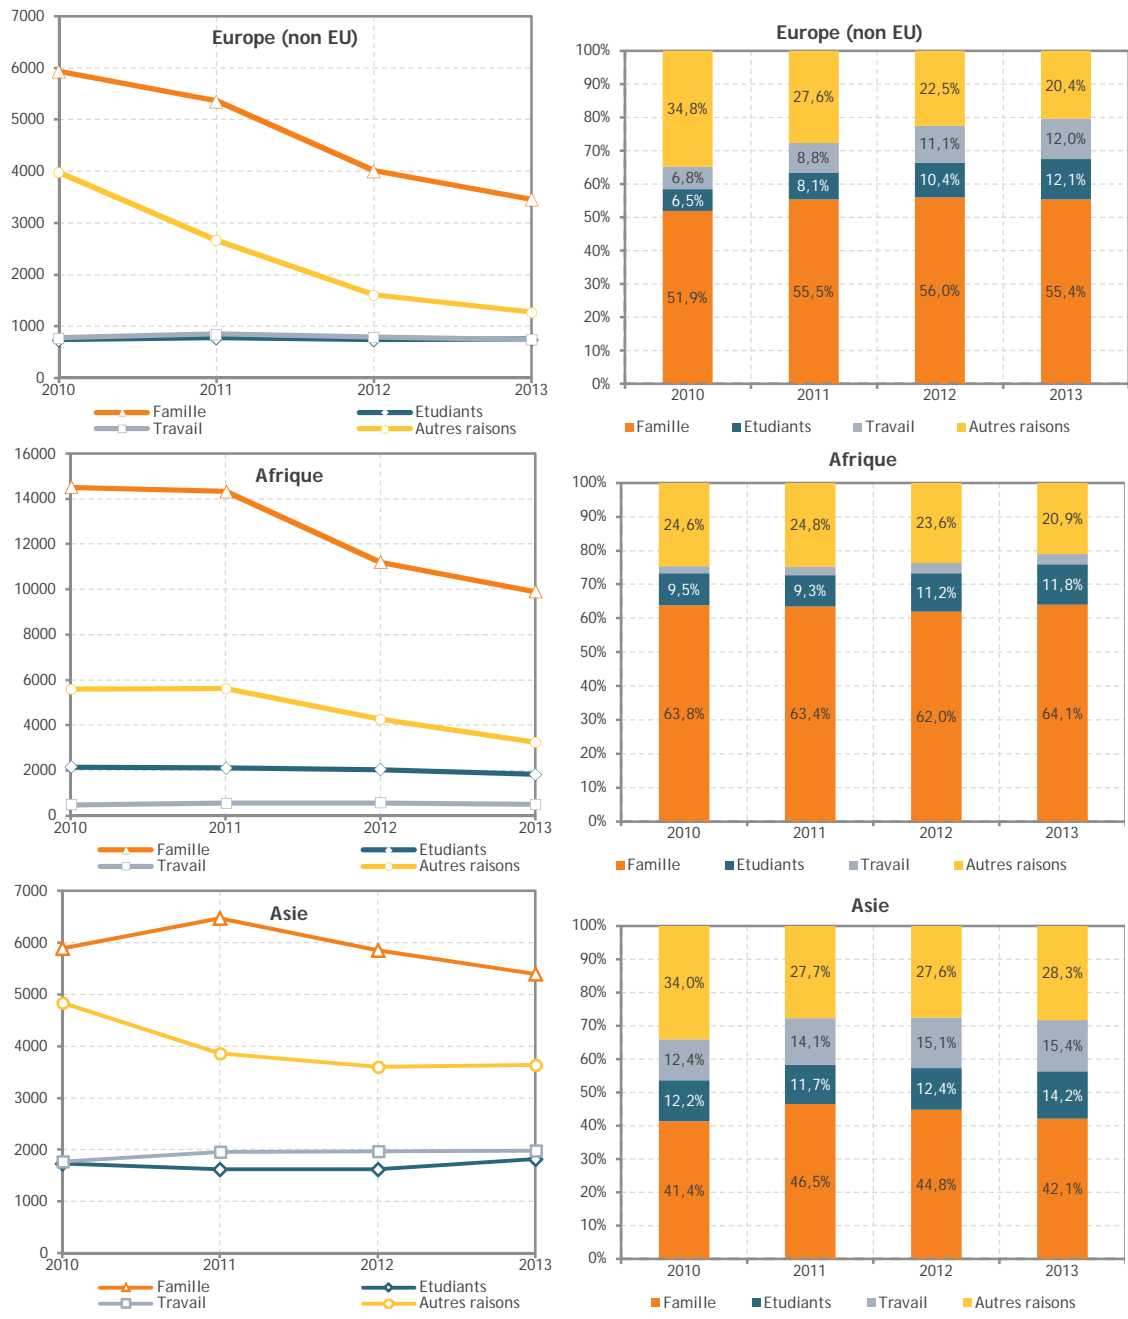 Europe (non EU)
7000
6000
5000
4000
3000
2000
1000
0
2010 2011 2012 2013
Famille Etudiants
Travail Autres raisons
Europe (non EU)
100%
90%
80%
70%
60%
50%
40%
30%
20%
10%
0%
34,8% 27,6% 22,5% 20,4%
6,8% 8,8% 11,1% 12,0%
6,5% 8,1% 10,4% 12,1%
51,9% 55,5% 56,0% 55,4%
2010 2011 2012 2013
Famille Etudiants Travail Autres raisons
Afrique
16000
14000
12000
10000
8000
6000
4000
2000
0
2010 2011 2012 2013
Famille Etudiants
Travail Autres raisons
Afrique
100%
90%
80%
70%
60%
50%
40%
30%
20%
10%
0%
24,6% 24,8% 23,6% 20,9%
9,5% 9,3% 11,2% 11,8%
63,8% 63,4% 62,0% 64,1%
2010 2011 2012 2013
Famille Etudiants Travail Autres raisons
Asie
7000
6000
5000
4000
3000
2000
1000
0
2010 2011 2012 2013
Famille Etudiants
Travail Autres raisons
Asie
100%
90%
80%
70%
60%
50%
40%
30%
20%
10%
0%
34,0% 27,7% 27,6% 28,3%
12,4% 14,1% 15,1% 15,4%
12,2% 11,7% 12,4% 14,2%
41,4% 46,5% 44,8% 42,1%
2010 2011 2012 2013
Famille Etudiants Travail Autres raisons